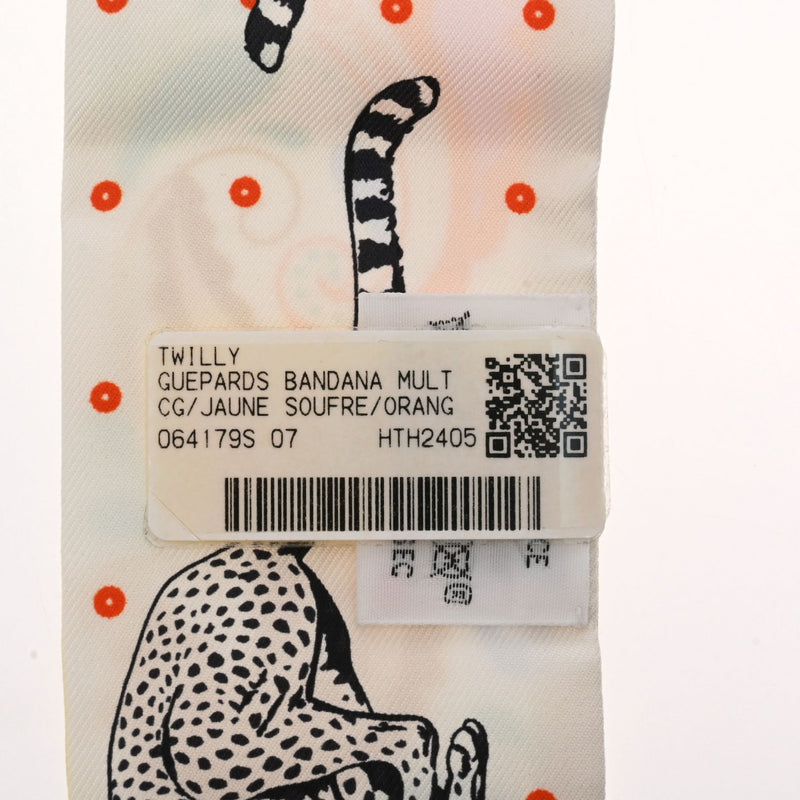 TWILLY
GUEPARDS BANDANA MULT
CG/JAUNE SOUFRE/ORANG
064179S 07 HTH2405